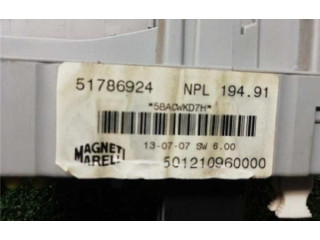 51786924 NPL 194.91
*5BACWKD7H*
13-07-07 SW 6.00
MAGNETI MARELLI
501210960000